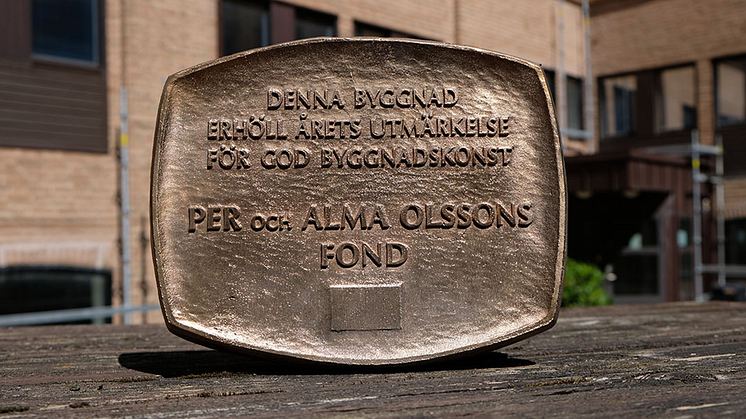 DENNA BYGGNAD
ERHÖLL ÅRETS UTMÄRKELSE
FÖR GOD BYGGNADSKONST
PER OCH ALMA OLSSONS
FOND